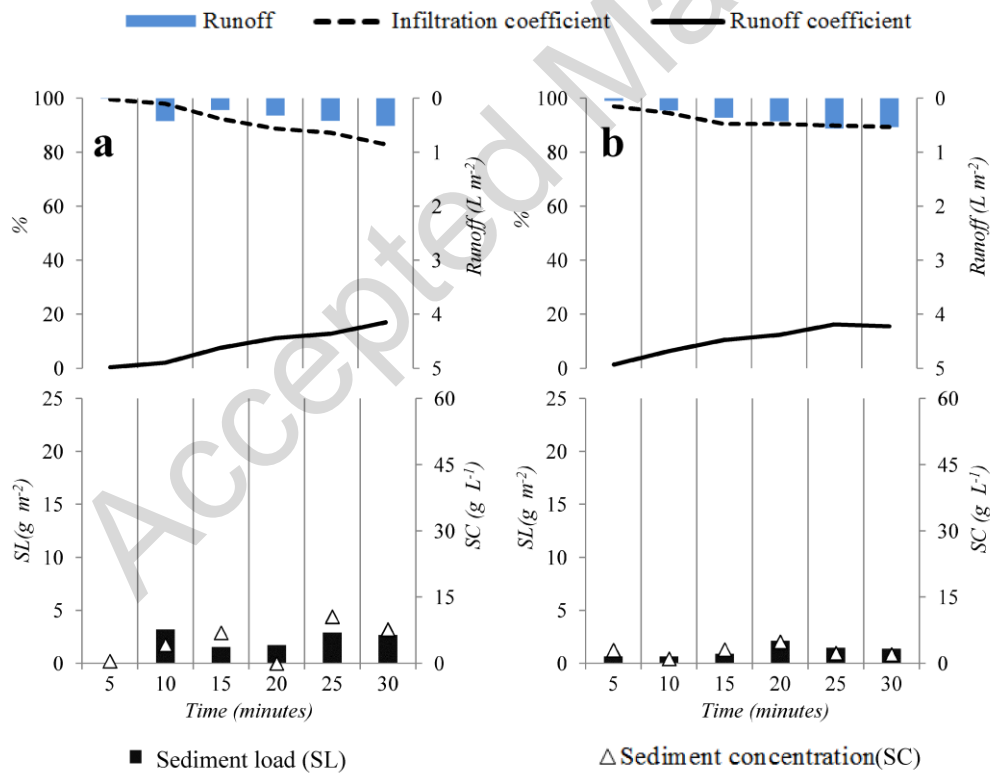 Runoff Infiltration coefficient Runoff coefficient
100 0 100 0
a b
80 1 80 1
60 2 60 2
% Runoff (L m-2) % Runoff (L m-2)
40 3 40 3
20 4 20 4
0 5 0 5
25 60 25 60
20 45 20 45
15 15
SL(g m-2) SC (g L-1) SL(g m-2) SC (g L-1)
30 30
10 10
5 15 5 15
0 0 0 0
5 10 15 20 25 30 5 10 15 20 25 30
Time (minutes) Time (minutes)
Sediment load (SL) Sediment concentration(SC)
Accepted Ma